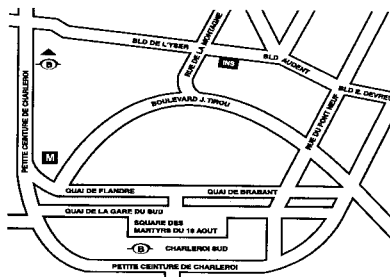 BLD DE L'YSER
RUE DE LA MONTAGNE
INS
BLD AUDENT
B
PETITE CEINTURE DE CHARLEROI
BOULEVARD J. TIROU
BLD E. DEVREU
RUE DU PONT NEUF
M
QUAI DE FLANDRE
QUAI DE BRABANT
QUAI DE LA GARE DU SUD
SQUARE DES
MARTYRS DU 18 AOUT
B
CHARLEROI SUD
PETITE CEINTURE DE CHARLEROI